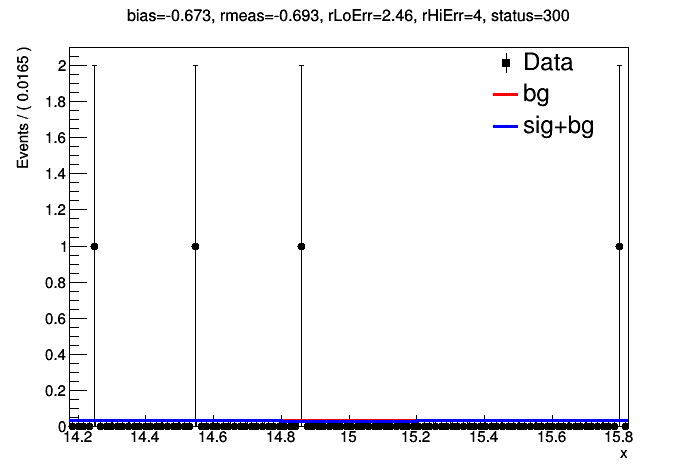 bias=-0.673, rmeas=-0.693, rLoErr=2.46, rHiErr=4, status=300
Events / ( 0.0165 )
2
1.8
1.6
1.4
1.2
1
0.8
0.6
0.4
0.2
0
Data
bg
sig+bg
14.2 14.4 14.6 14.8 15 15.2 15.4 15.6 15.8
x